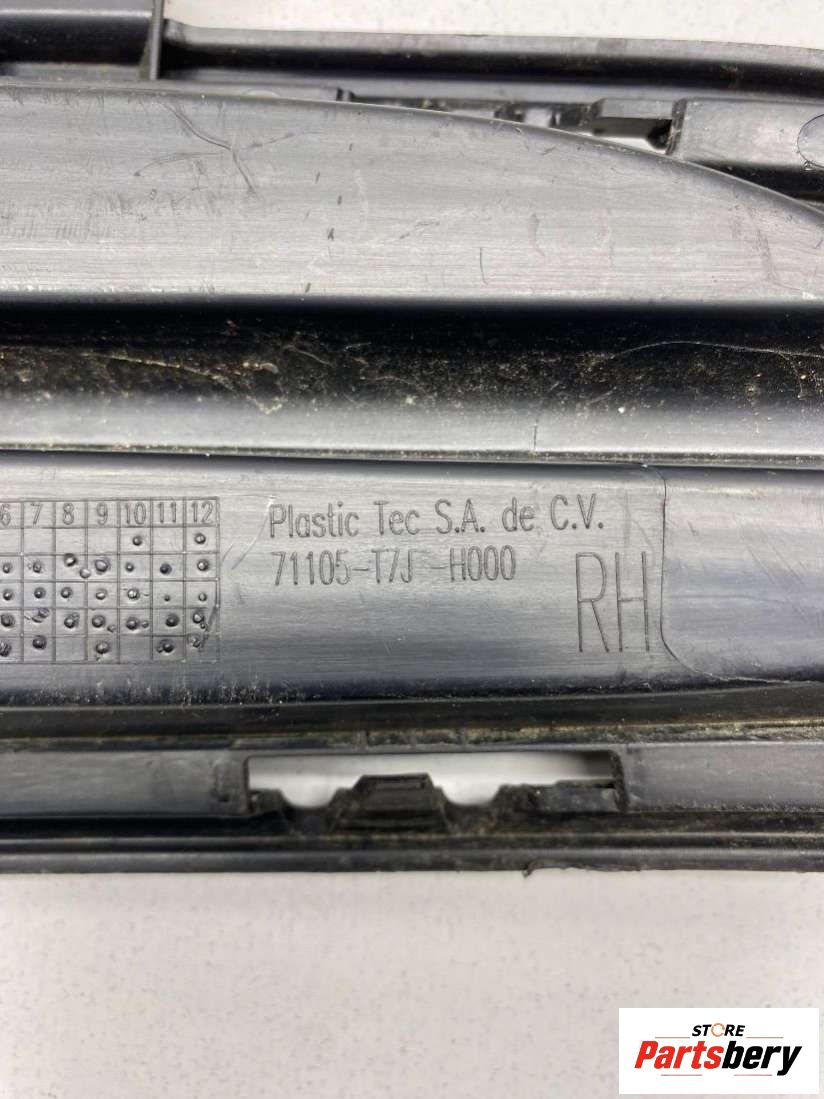 6 7 8 9 10 11 12
Plastic Tec S.A. de C.V.
71105-T7J -H000
RH
STORE
Partsbery